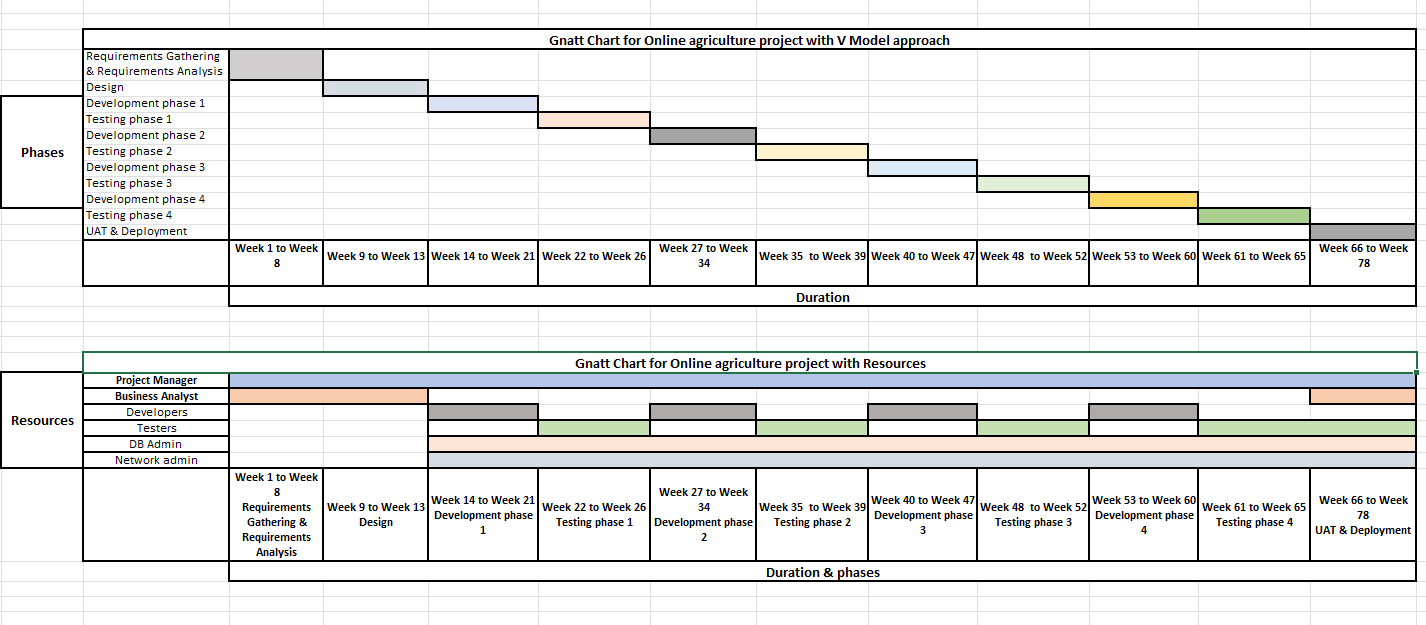 Gnatt Chart for Online agriculture project with V Model approach
Phases
Requirements Gathering
& Requirements Analysis
Design
Development phase 1
Testing phase 1
Development phase 2
Testing phase 2
Development phase 3
Testing phase 3
Development phase 4
Testing phase 4
UAT & Deployment
Week 1 to Week
8
Week 9 to Week 13
Week 14 to Week 21
Week 22 to Week 26
Week 27 to Week
34
Week 35  to Week 39
Week 40 to Week 47
Week 48  to Week 52
Week 53 to Week 60
Week 61 to Week 65
Week 66 to Week
78
Duration
Gnatt Chart for Online agriculture project with Resources
Resources
Project Manager
Business Analyst
Developers
Testers
DB Admin
Network admin
Week 1 to Week
8
Requirements
Gathering &
Requirements
Analysis
Week 9 to Week 13
Design
Week 14 to Week 21
Development phase
1
Week 22 to Week 26
Testing phase 1
Week 27 to Week
34
Development phase
2
Week 35  to Week 39
Testing phase 2
Week 40 to Week 47
Development phase
3
Week 48  to Week 52
Testing phase 3
Week 53 to Week 60
Development phase
4
Week 61 to Week 65
Testing phase 4
Week 66 to Week
78
UAT & Deployment
Duration & phases